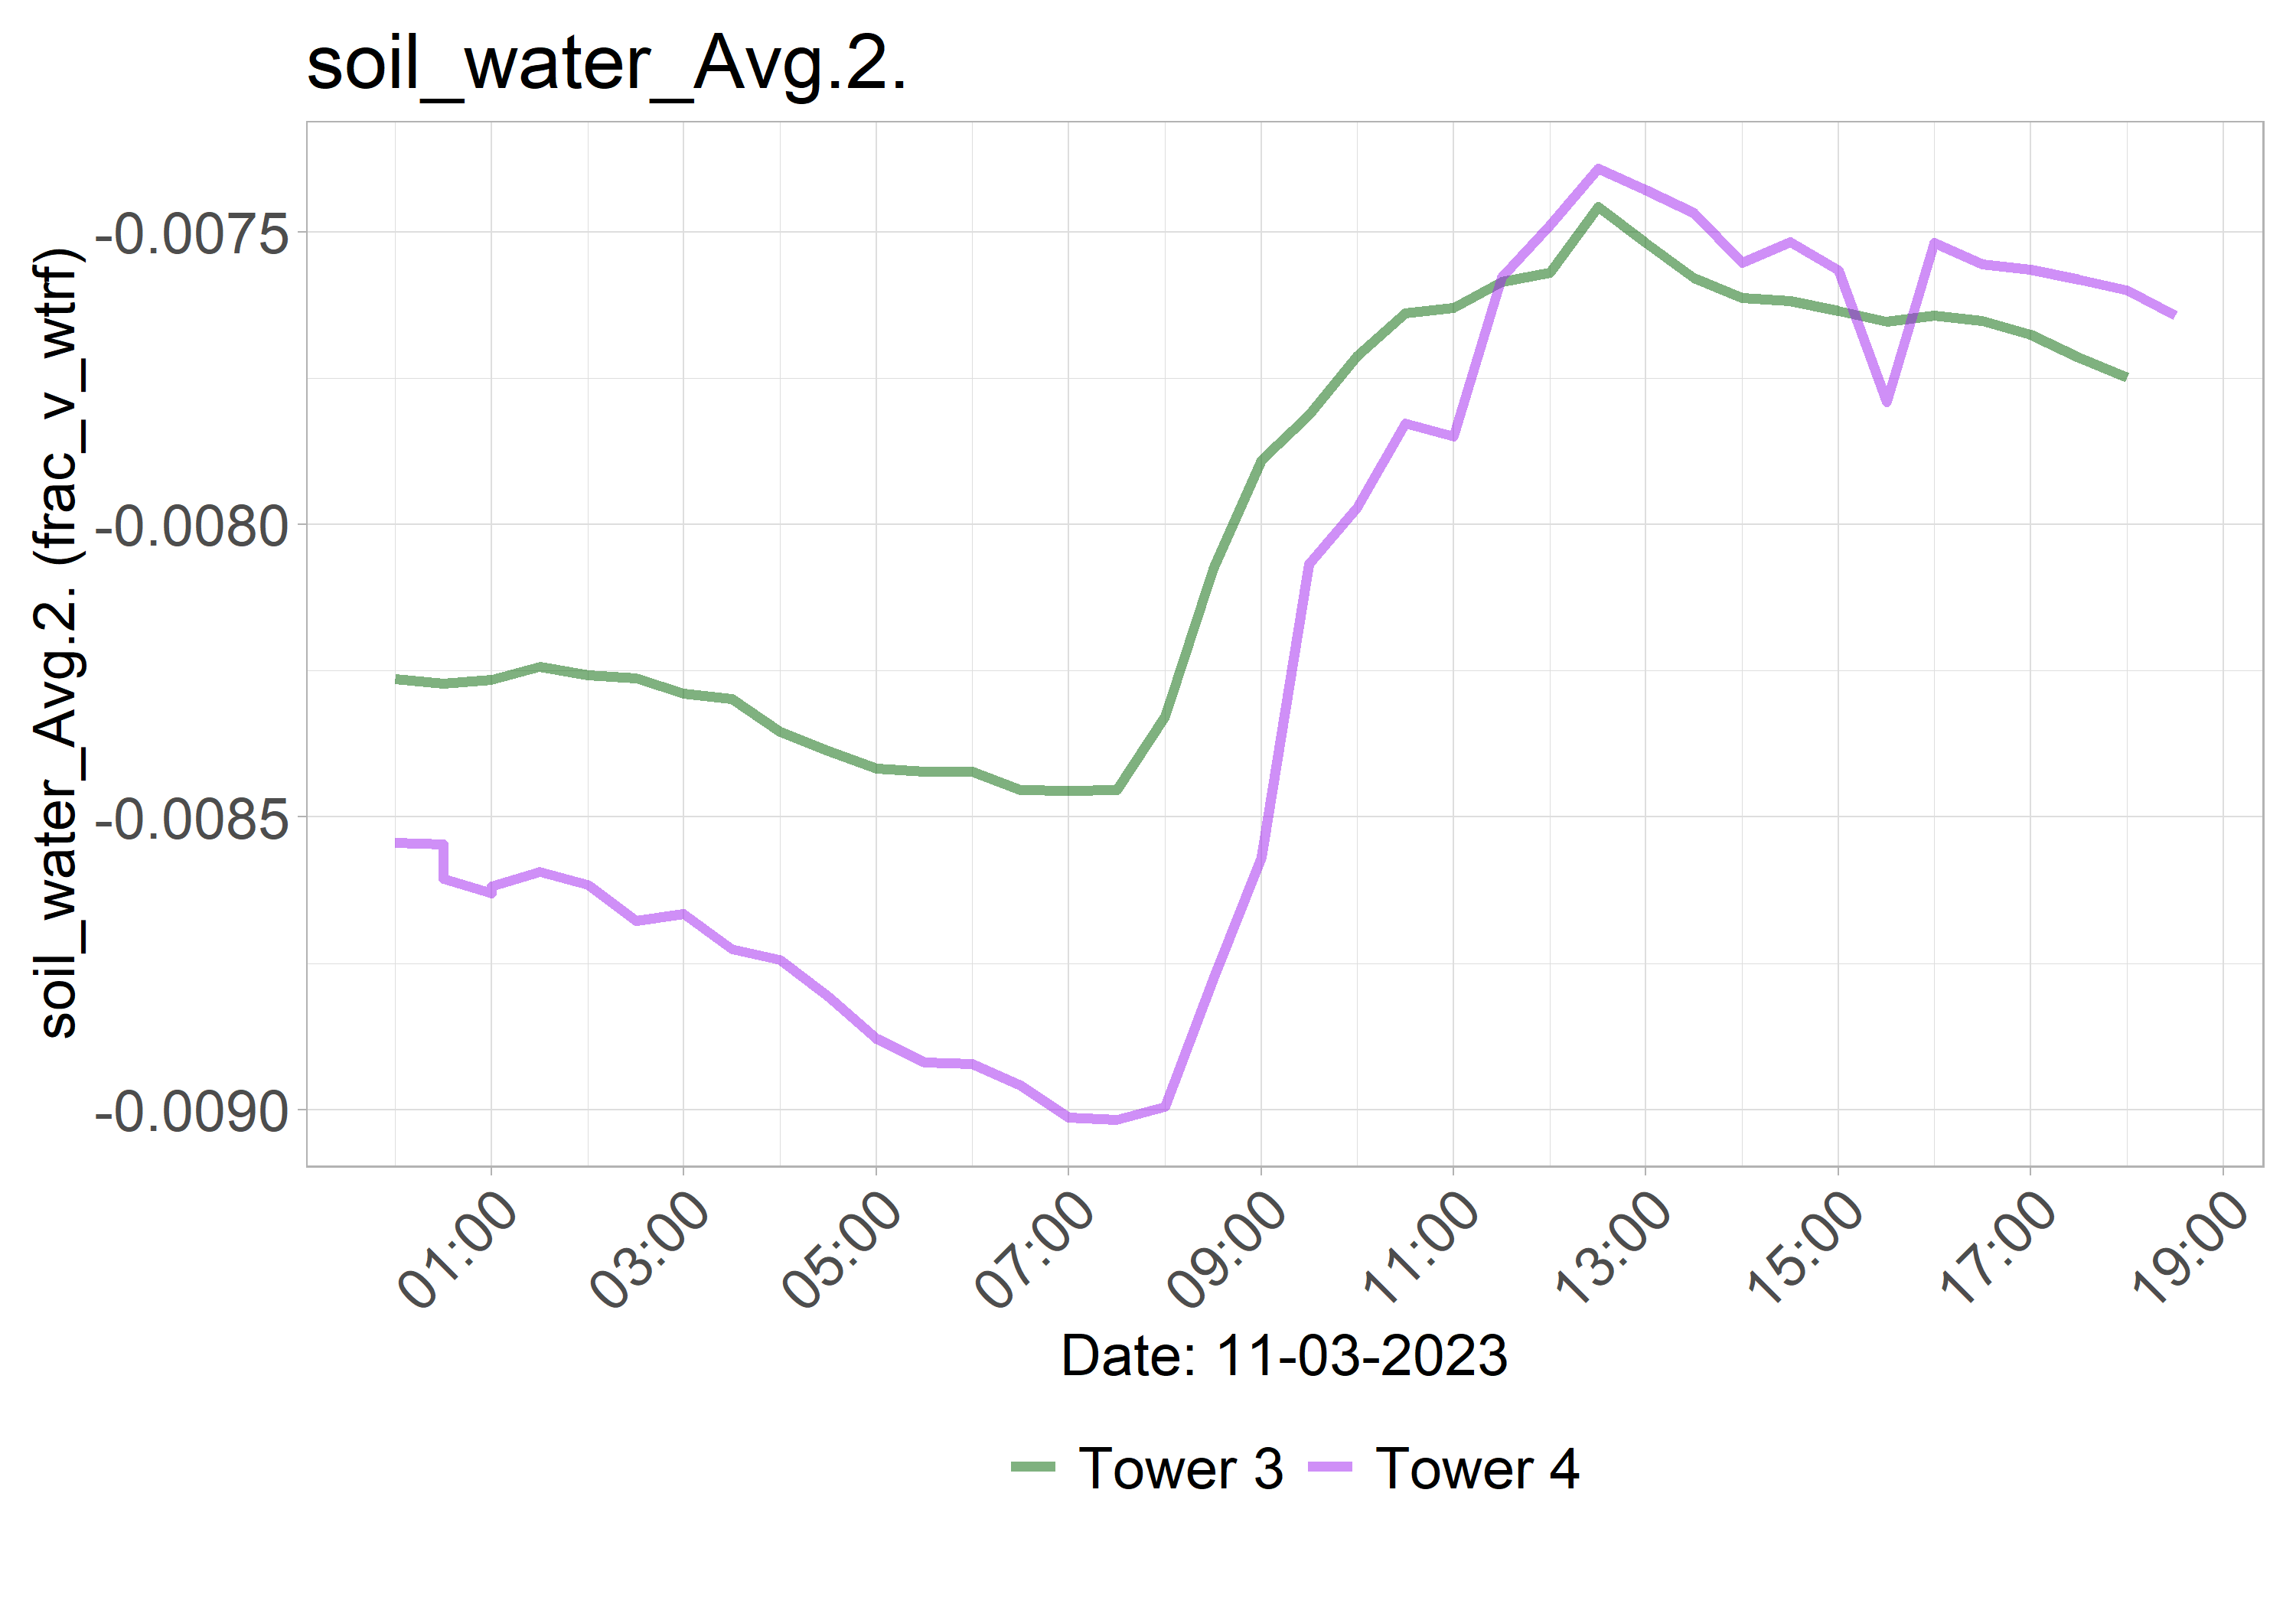 soil_water_Avg.2.
soil_water_Avg.2. (frac_v_wtrf)
-0.0075
-0.0080
-0.0085
-0.0090
01:00
03:00
05:00
07:00
09:00
11:00
13:00
15:00
17:00
19:00
Date: 11-03-2023
Tower 3
Tower 4